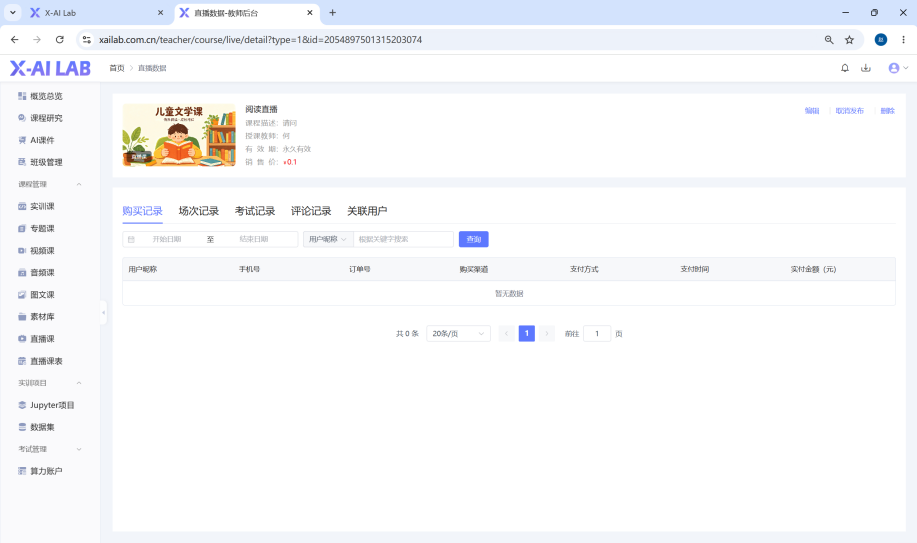 X-AI Lab
直播数据-教师后台
xailab.com.cn/teacher/course/live/detail?type=1&id=2054897501315203074
X-AI LAB
首页 > 直播数据
概览总览
课程研究
AI课件
班级管理
课程管理
实训课
专题课
视频课
音频课
图文课
素材库
直播课
直播课表
实训项目
Jupyter项目
数据集
考试管理
算力账户
儿童文学课
直播课
阅读直播
课程描述: 请问
授课教师: 何
有 效 期: 永久有效
销 售 价: ¥0.1
编辑 取消发布 删除
购买记录 场次记录 考试记录 评论记录 关联用户
开始日期 至 结束日期 用户昵称 根据关键字搜索 查询
用户昵称 手机号 订单号 购买渠道 支付方式 支付时间 实付金额 (元)
暂无数据
共 0 条 20条/页 1 前往 1 页